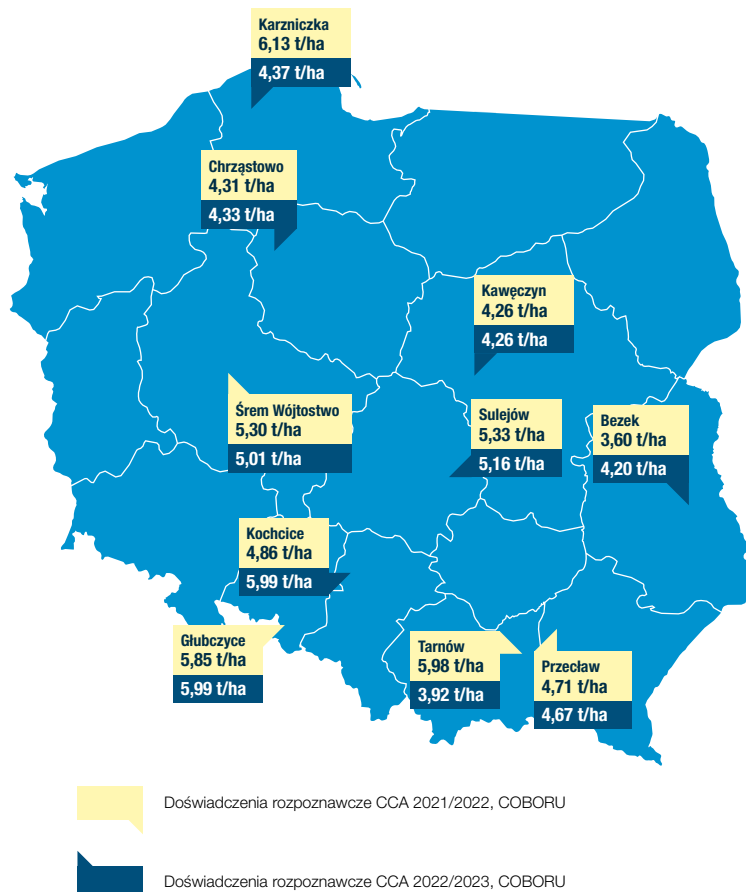 Karzniczka
6,13 t/ha
4,37 t/ha
Chrząstowo
4,31 t/ha
4,33 t/ha
Kawęczyn
4,26 t/ha
4,26 t/ha
Śrem Wójtostwo
5,30 t/ha
5,01 t/ha
Sulejów
5,33 t/ha
5,16 t/ha
Bezek
3,60 t/ha
4,20 t/ha
Kochcice
4,86 t/ha
5,99 t/ha
Głubczyce
5,85 t/ha
5,99 t/ha
Tarnów
5,98 t/ha
3,92 t/ha
Przecław
4,71 t/ha
4,67 t/ha
Doświadczenia rozpoznawcze CCA 2021/2022, COBORU
Doświadczenia rozpoznawcze CCA 2022/2023, COBORU